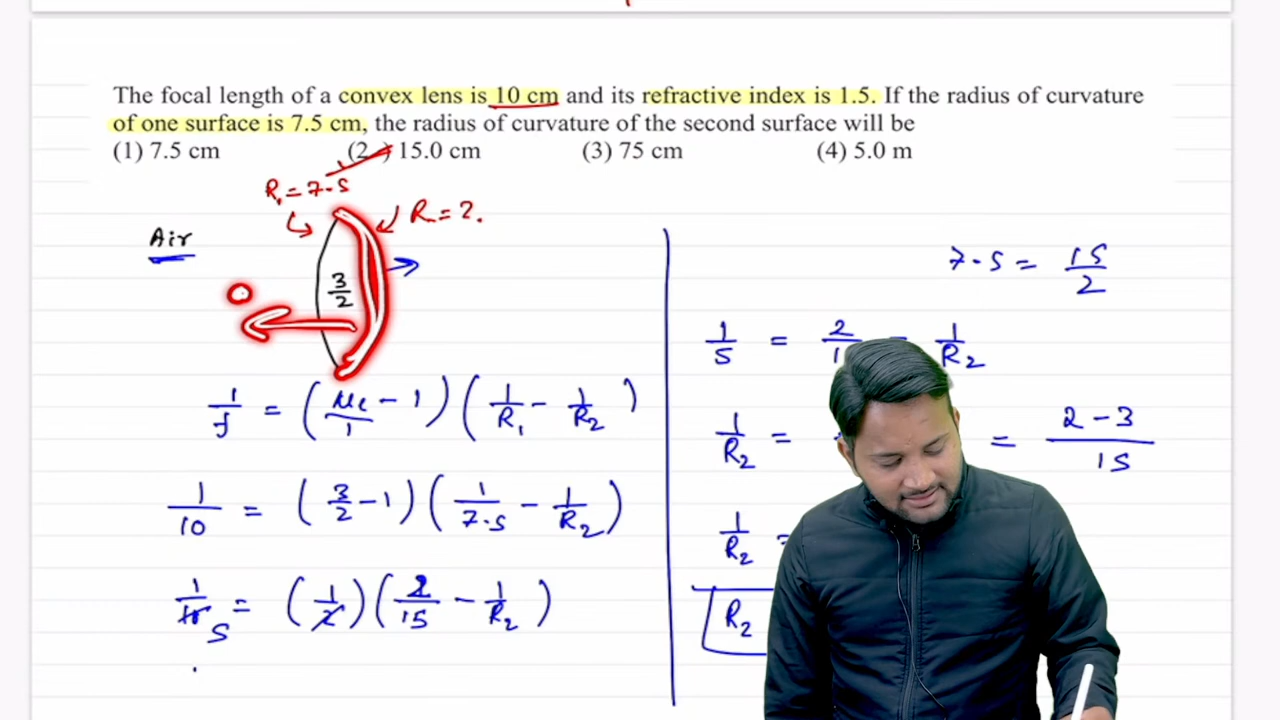 The focal length of a convex lens is 10 cm and its refractive index is 1.5. If the radius of curvature
of one surface is 7.5 cm, the radius of curvature of the second surface will be
(1) 7.5 cm (2) 15.0 cm (3) 75 cm (4) 5.0 m
R₁ = 7.5
R = ?.
Air
3/2
1/f = (μL/1 - 1) (1/R₁ - 1/R₂)
1/10 = (3/2 - 1) (1/7.5 - 1/R₂)
1/10 5 = (1/2) (2/15 - 1/R₂)
7.5 = 15/2
1/5 = 2/1 - 1/R₂
1/R₂ = = 2 - 3/15
1/R₂ =
R₂